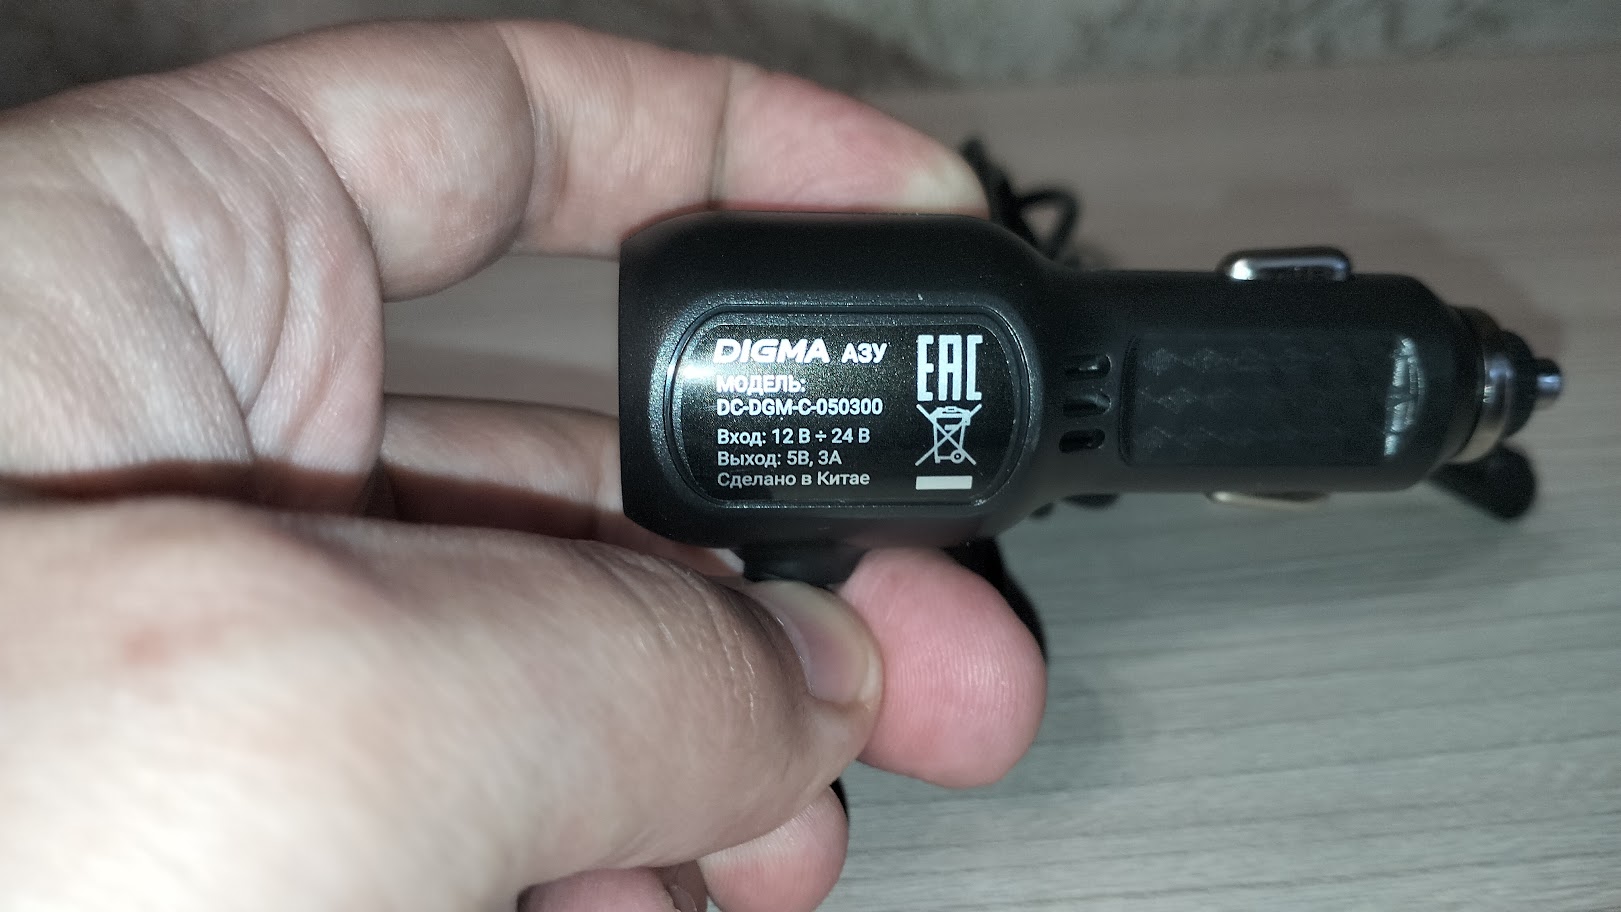 DIGMA АЗУ
EAC
МОДЕЛЬ:
DC-DGM-C-050300
Вход: 12 В ÷ 24 В
Выход: 5В, 3А
Сделано в Китае